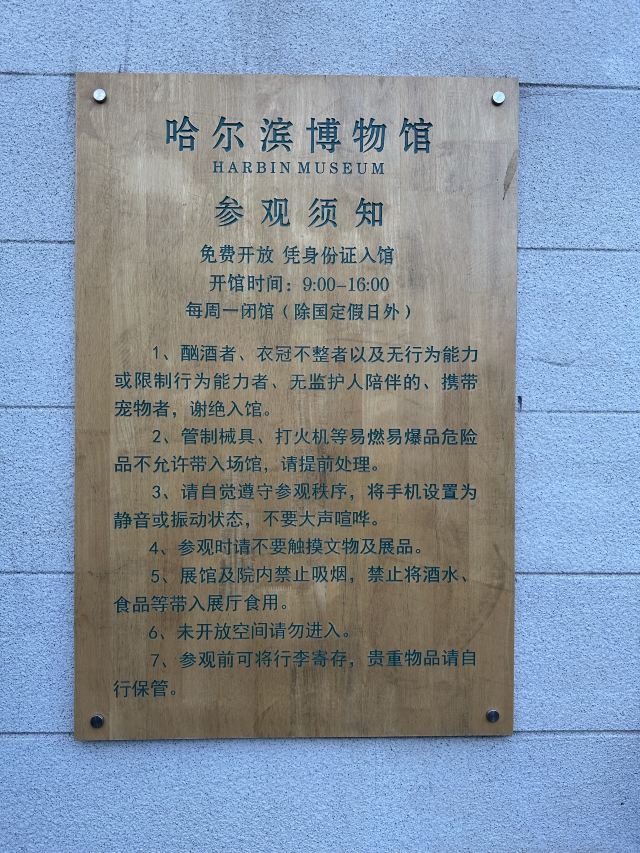 哈尔滨博物馆
HARBIN MUSEUM
参观须知
免费开放 凭身份证入馆
开馆时间：9:00-16:00
每周一闭馆（除国定假日外）
1、酗酒者、衣冠不整者以及无行为能力
或限制行为能力者、无监护人陪伴的、携带
宠物者，谢绝入馆。
2、管制械具、打火机等易燃易爆品危险
品不允许带入场馆，请提前处理。
3、请自觉遵守参观秩序，将手机设置为
静音或振动状态，不要大声喧哗。
4、参观时请不要触摸文物及展品。
5、展馆及院内禁止吸烟，禁止将酒水、
食品等带入展厅食用。
6、未开放空间请勿进入。
7、参观前可将行李寄存，贵重物品请自
行保管。